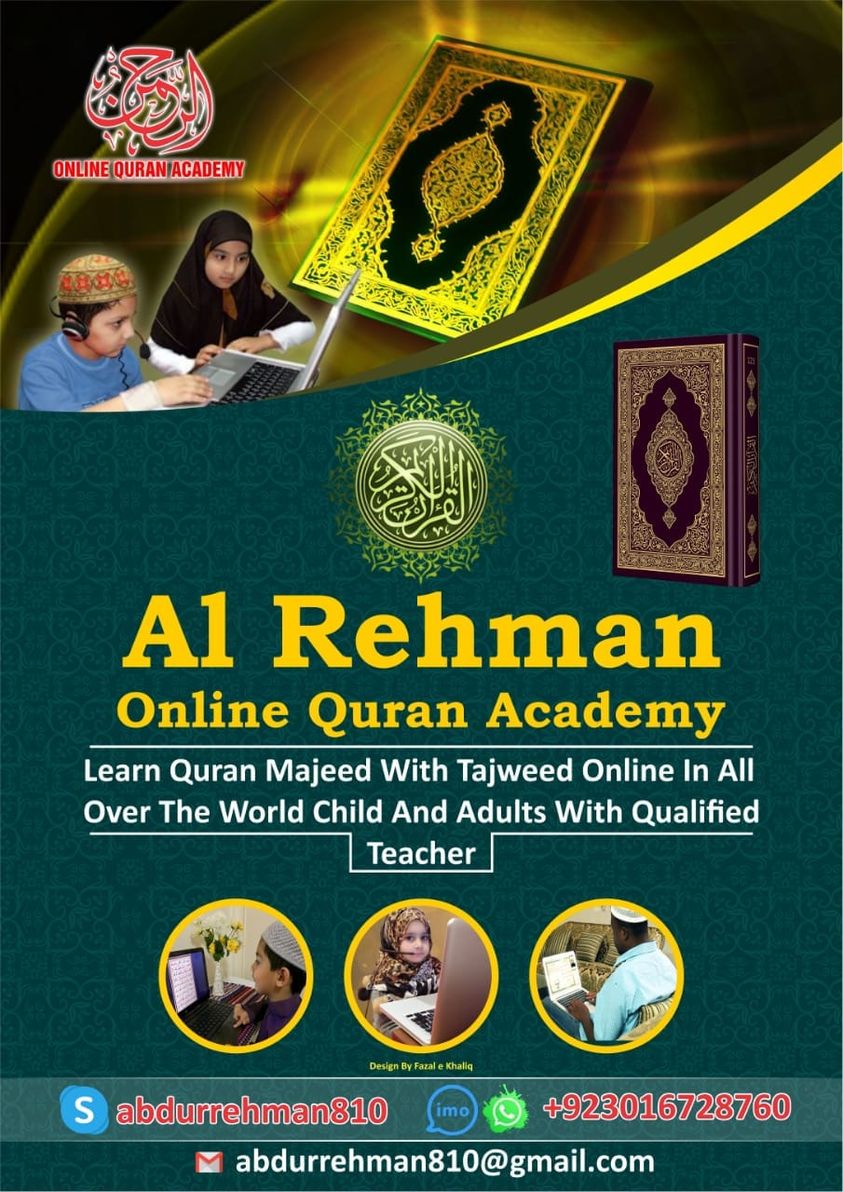 الرحمن
ONLINE QURAN ACADEMY
القرآن الكريم
Al Rehman
Online Quran Academy
Learn Quran Majeed With Tajweed Online In All
Over The World Child And Adults With Qualified
Teacher
Design By Fazal e Khaliq
S abdurrehman810
imo
+923016728760
abdurrehman810@gmail.com